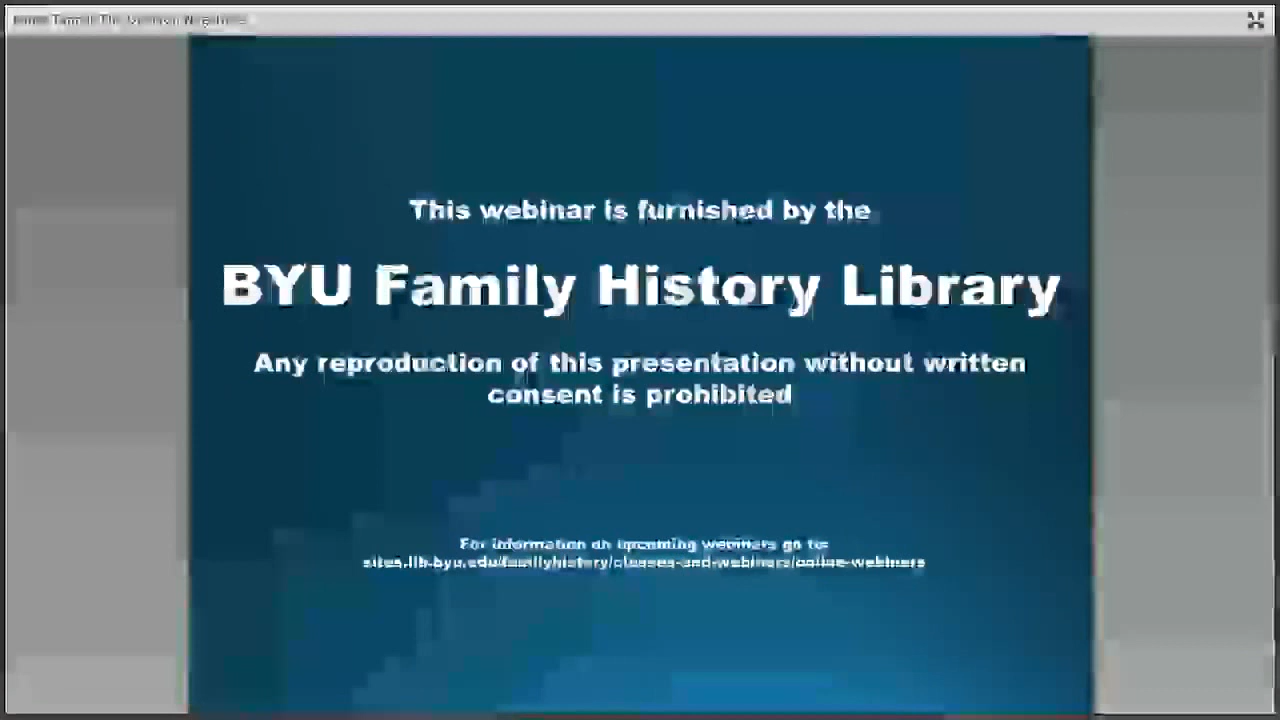 This webinar is furnished by the
BYU Family History Library
Any reproduction of this presentation without written
consent is prohibited
For information on upcoming webinars go to:
sites.lib.byu.edu/familyhistory/classes-and-webinars/online-webinars